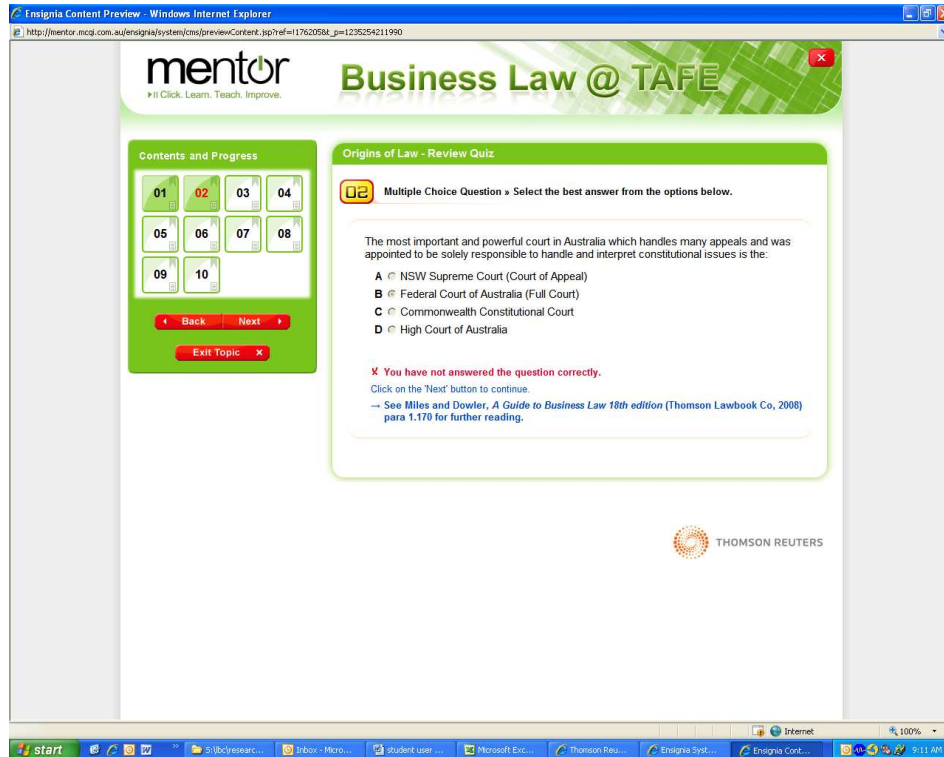 Ensignia Content Preview - Windows Internet Explorer
http://mentor.mcqi.com.au/ensignia/system/cms/previewContent.jsp?ref=!176205&t_p=1235254211990
mentor
Click. Learn. Teach. Improve.
Business Law @ TAFE
Contents and Progress
01 02 03 04
05 06 07 08
09 10
Back Next
Exit Topic x
Origins of Law - Review Quiz
02 Multiple Choice Question » Select the best answer from the options below.
The most important and powerful court in Australia which handles many appeals and was
appointed to be solely responsible to handle and interpret constitutional issues is the:
A NSW Supreme Court (Court of Appeal)
B Federal Court of Australia (Full Court)
C Commonwealth Constitutional Court
D High Court of Australia
✗ You have not answered the question correctly.
Click on the 'Next' button to continue.
→ See Miles and Dowler, A Guide to Business Law 18th edition (Thomson Lawbook Co, 2008)
para 1.170 for further reading.
THOMSON REUTERS
Internet 100%
start S:\lbc\researc... Inbox - Micro... student user ... Microsoft Exc... Thomson Reu... Ensignia Syst... Ensignia Cont... 9:11 AM